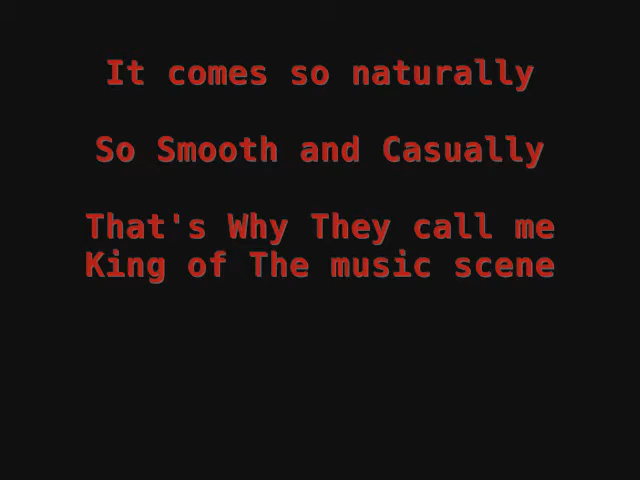 It comes so naturally
So Smooth and Casually
That's Why They call me
King of The music scene